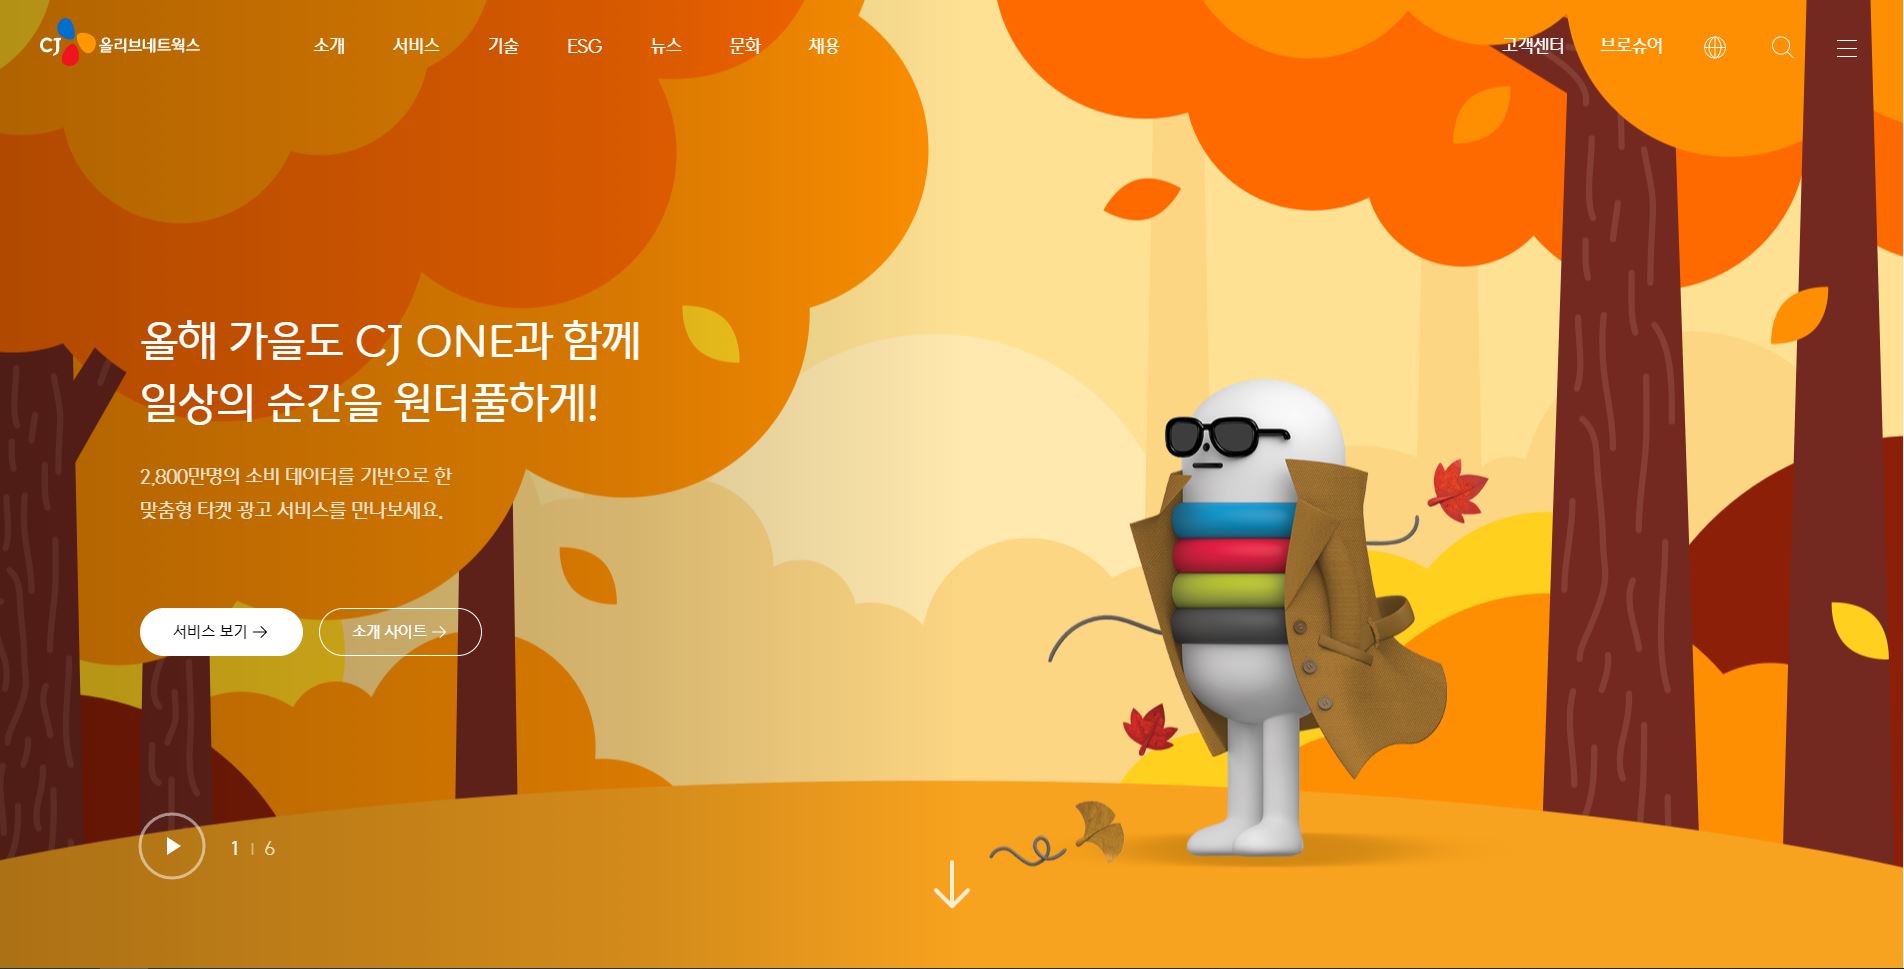 CJ 올리브네트웍스
소개 서비스 기술 ESG 뉴스 문화 채용
고객센터 브로슈어
올해 가을도 CJ ONE과 함께
일상의 순간을 원더풀하게!
2,800만명의 소비 데이터를 기반으로 한
맞춤형 타켓 광고 서비스를 만나보세요.
서비스 보기 →
소개 사이트 →
1 | 6